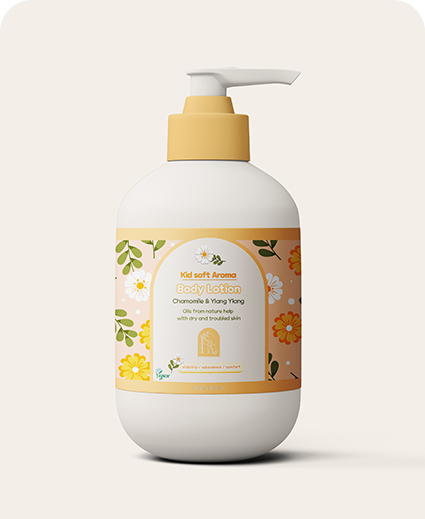 Kid soft Aroma
Body Lotion
Chamomile & Ylang Ylang
Oils from nature help
with dry and troubled skin
Vegan